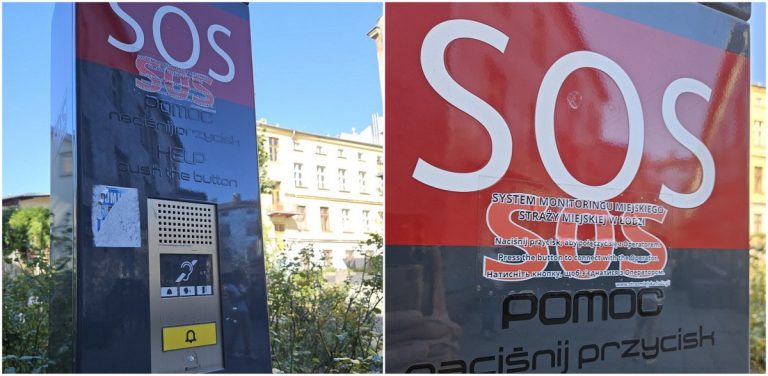 SOS
SOS
POMOC
naciśnij przycisk
HELP
push the button
SOS
SYSTEM MONITORINGU MIEJSKIEGO
STRAŻY MIEJSKIEJ W ŁODZI
SOS
Naciśnij przycisk, aby połączyć się z Operatorem.
Press the button to connect with the Operator.
Натисніть кнопку, щоб з'єднатися з Оператором.
POMOC
naciśnij przycisk